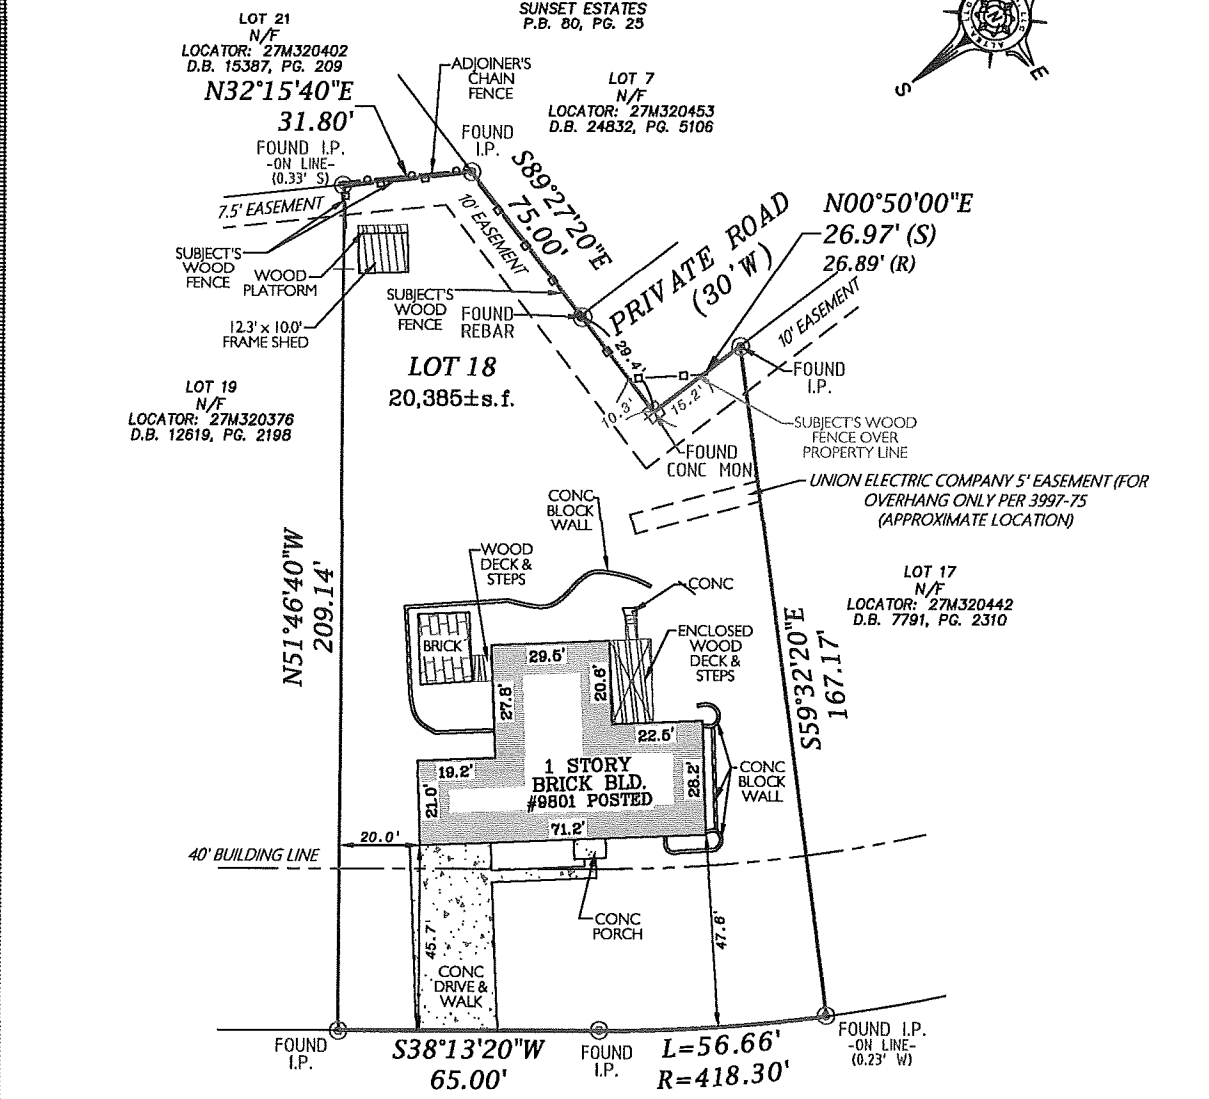 SUNSET ESTATES
P.B. 80, PG. 25
LOT 21
N/F
LOCATOR: 27M320402
D.B. 15387, PG. 209
N32°15'40"E
31.80'
FOUND I.P.
-ON LINE-
(0.33' S)
ADJOINER'S
CHAIN
FENCE
FOUND
I.P.
LOT 7
N/F
LOCATOR: 27M320453
D.B. 24832, PG. 5106
S
E
N
S89°27'20"E
75.00'
7.5' EASEMENT
10' EASEMENT
PRIVATE ROAD
(30'W)
N00°50'00"E
26.97' (S)
26.89' (R)
10' EASEMENT
SUBJECT'S
WOOD
FENCE
WOOD
PLATFORM
12.3' x 10.0'
FRAME SHED
SUBJECT'S
WOOD
FENCE
FOUND
REBAR
29.4'
10.3'
15.2'
FOUND
I.P.
LOT 18
20,385±s.f.
LOT 19
N/F
LOCATOR: 27M320376
D.B. 12619, PG. 2198
SUBJECT'S WOOD
FENCE OVER
PROPERTY LINE
FOUND
CONC MON.
UNION ELECTRIC COMPANY 5' EASEMENT (FOR
OVERHANG ONLY PER 3997-75
(APPROXIMATE LOCATION)
CONC
BLOCK
WALL
WOOD
DECK &
STEPS
CONC
LOT 17
N/F
LOCATOR: 27M320442
D.B. 7791, PG. 2310
N51°46'40"W
209.14'
BRICK
ENCLOSED
WOOD
DECK &
STEPS
29.5'
20.6'
27.8'
22.5'
S59°32'20"E
167.17'
19.2'
21.0'
28.2'
1 STORY
BRICK BLD.
#9801 POSTED
71.2'
CONC
BLOCK
WALL
20.0'
40' BUILDING LINE
CONC
PORCH
45.7'
47.6'
CONC
DRIVE &
WALK
FOUND
I.P.
S38°13'20"W
65.00'
FOUND
I.P.
L=56.66'
R=418.30'
FOUND I.P.
-ON LINE-
(0.23' W)